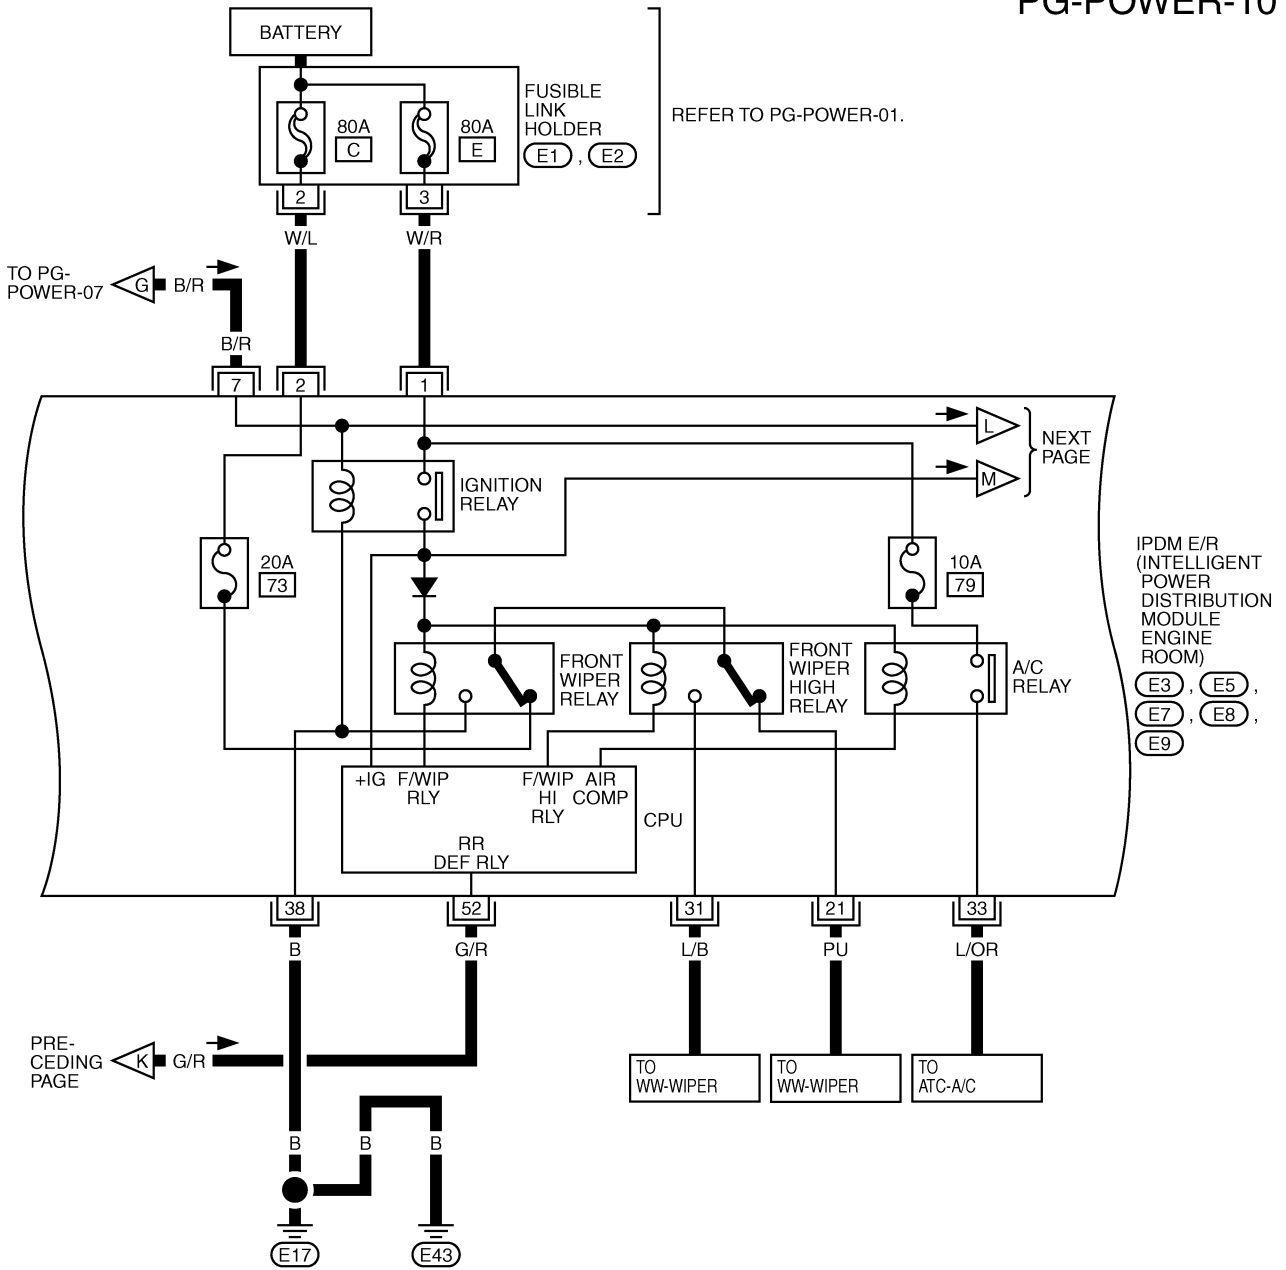 PG-POWER-10
BATTERY
FUSIBLE
LINK
HOLDER
E1 , E2
80A
C
80A
E
REFER TO PG-POWER-01.
2
3
W/L
W/R
TO PG-
POWER-07
G
B/R
B/R
7
2
1
L
M
NEXT
PAGE
IGNITION
RELAY
20A
73
10A
79
IPDM E/R
(INTELLIGENT
POWER
DISTRIBUTION
MODULE
ENGINE
ROOM)
E3 , E5 ,
E7 , E8 ,
E9
FRONT
WIPER
RELAY
FRONT
WIPER
HIGH
RELAY
A/C
RELAY
+IG
F/WIP
RLY
F/WIP
HI
RLY
AIR
COMP
CPU
RR
DEF RLY
38
52
31
21
33
B
G/R
L/B
PU
L/OR
PRE-
CEDING
PAGE
K
G/R
TO
WW-WIPER
TO
WW-WIPER
TO
ATC-A/C
B
B
B
E17
E43